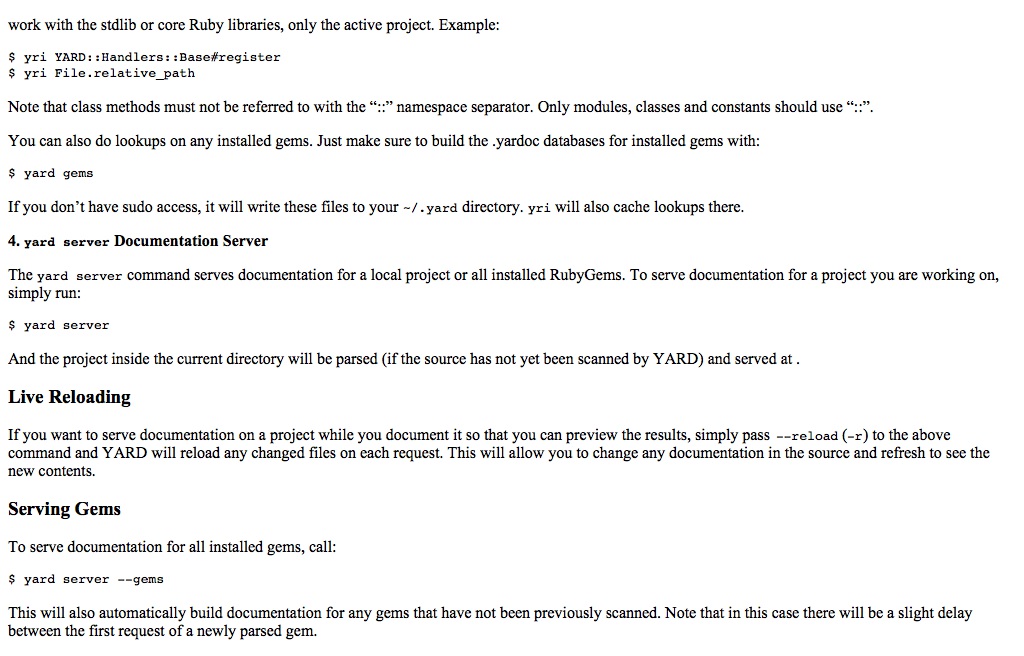 work with the stdlib or core Ruby libraries, only the active project. Example:
$ yri YARD::Handlers::Base#register
$ yri File.relative_path
Note that class methods must not be referred to with the “::” namespace separator. Only modules, classes and constants should use “::”.
You can also do lookups on any installed gems. Just make sure to build the .yardoc databases for installed gems with:
$ yard gems
If you don’t have sudo access, it will write these files to your ~/.yard directory. yri will also cache lookups there.
4. yard server Documentation Server
The yard server command serves documentation for a local project or all installed RubyGems. To serve documentation for a project you are working on,
simply run:
$ yard server
And the project inside the current directory will be parsed (if the source has not yet been scanned by YARD) and served at .
Live Reloading
If you want to serve documentation on a project while you document it so that you can preview the results, simply pass --reload (-r) to the above
command and YARD will reload any changed files on each request. This will allow you to change any documentation in the source and refresh to see the
new contents.
Serving Gems
To serve documentation for all installed gems, call:
$ yard server --gems
This will also automatically build documentation for any gems that have not been previously scanned. Note that in this case there will be a slight delay
between the first request of a newly parsed gem.